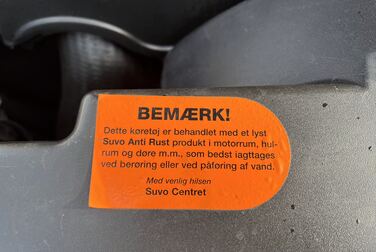 BEMÆRK!
Dette køretøj er behandlet med et lyst
Suvo Anti Rust produkt i motorrum, hul-
rum og døre m.m., som bedst iagttages
ved berøring eller ved påføring af vand.
Med venlig hilsen
Suvo Centret